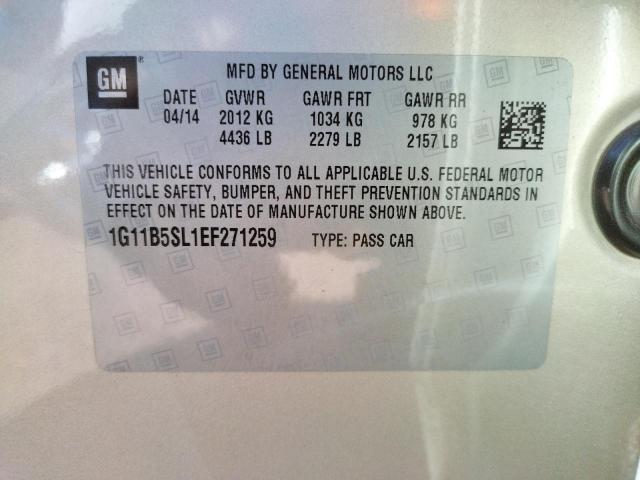 GM
MFD BY GENERAL MOTORS LLC
DATE GVWR GAWR FRT GAWR RR
04/14 2012 KG 1034 KG 978 KG
4436 LB 2279 LB 2157 LB
THIS VEHICLE CONFORMS TO ALL APPLICABLE U.S. FEDERAL MOTOR
VEHICLE SAFETY, BUMPER, AND THEFT PREVENTION STANDARDS IN
EFFECT ON THE DATE OF MANUFACTURE SHOWN ABOVE.
1G11B5SL1EF271259 TYPE: PASS CAR